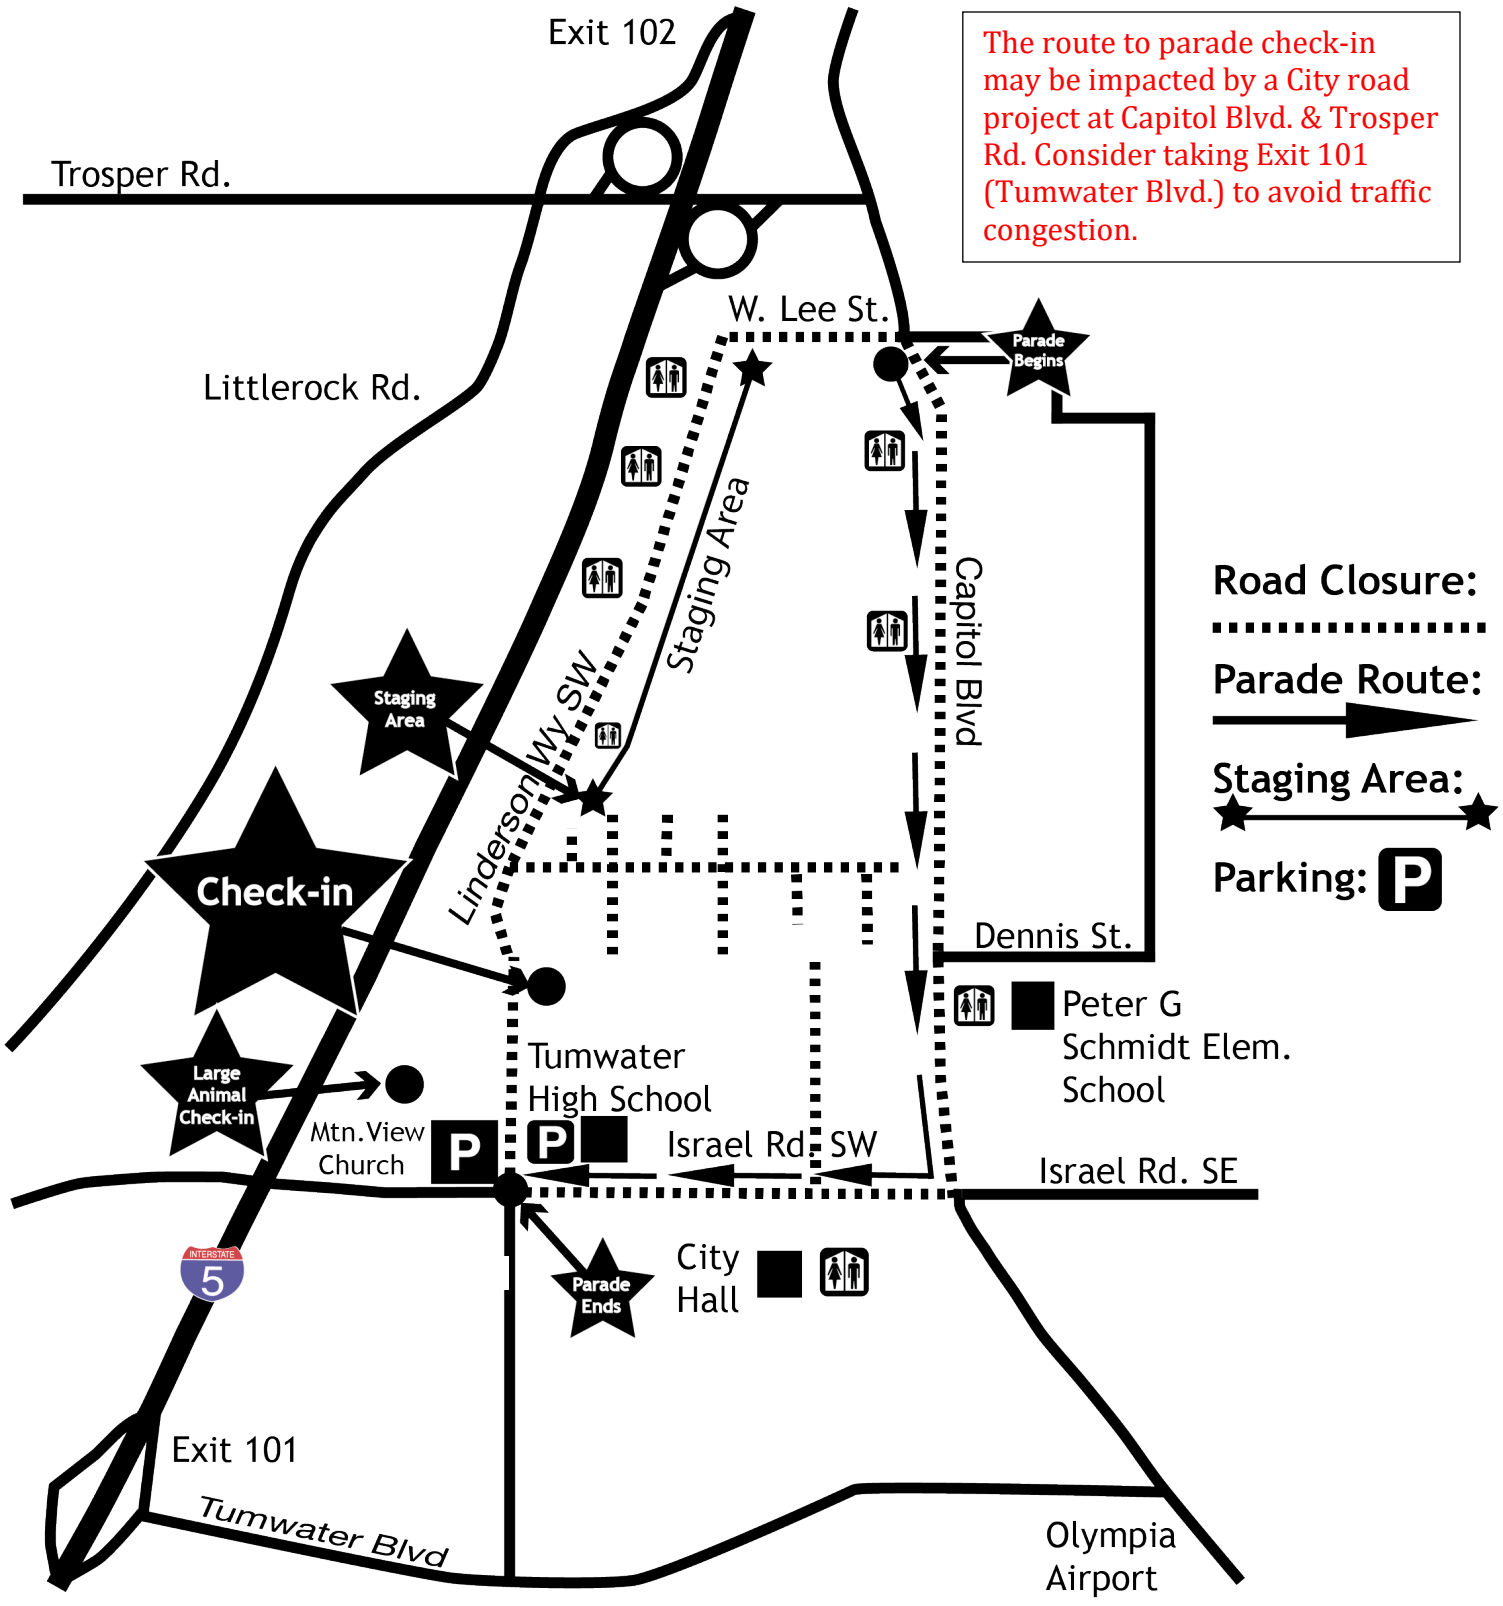 Exit 102
The route to parade check-in
may be impacted by a City road
project at Capitol Blvd. & Trosper
Rd. Consider taking Exit 101
(Tumwater Blvd.) to avoid traffic
congestion.
Trosper Rd.
W. Lee St.
Parade
Begins
Littlerock Rd.
Staging Area
Capitol Blvd
Road Closure:
Parade Route:
Staging Area:
Parking: P
Staging
Area
Linderson Wy SW
Check-in
Dennis St.
Peter G
Schmidt Elem.
School
Large
Animal
Check-in
Tumwater
High School
Mtn.View
Church
P
P
Israel Rd. SW
Israel Rd. SE
INTERSTATE
5
City
Hall
Parade
Ends
Exit 101
Tumwater Blvd
Olympia
Airport